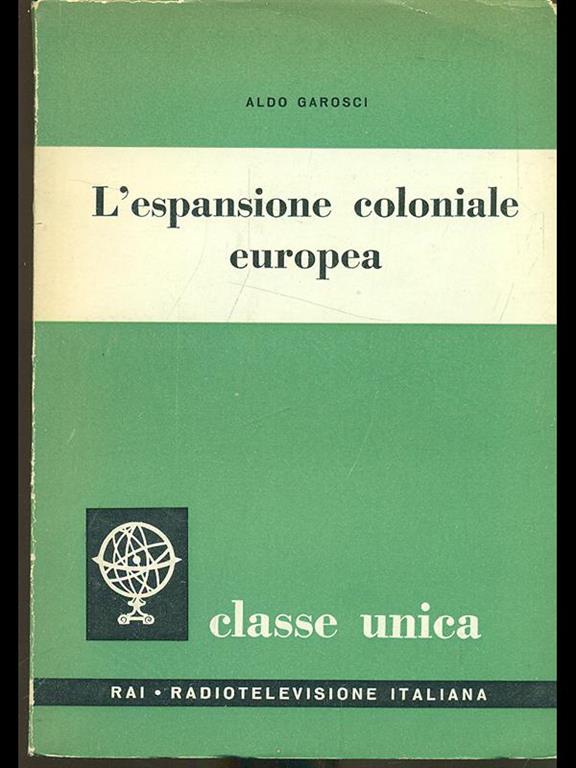 ALDO GAROSCI
L'espansione coloniale
europea
classe unica
RAI • RADIOTELEVISIONE ITALIANA